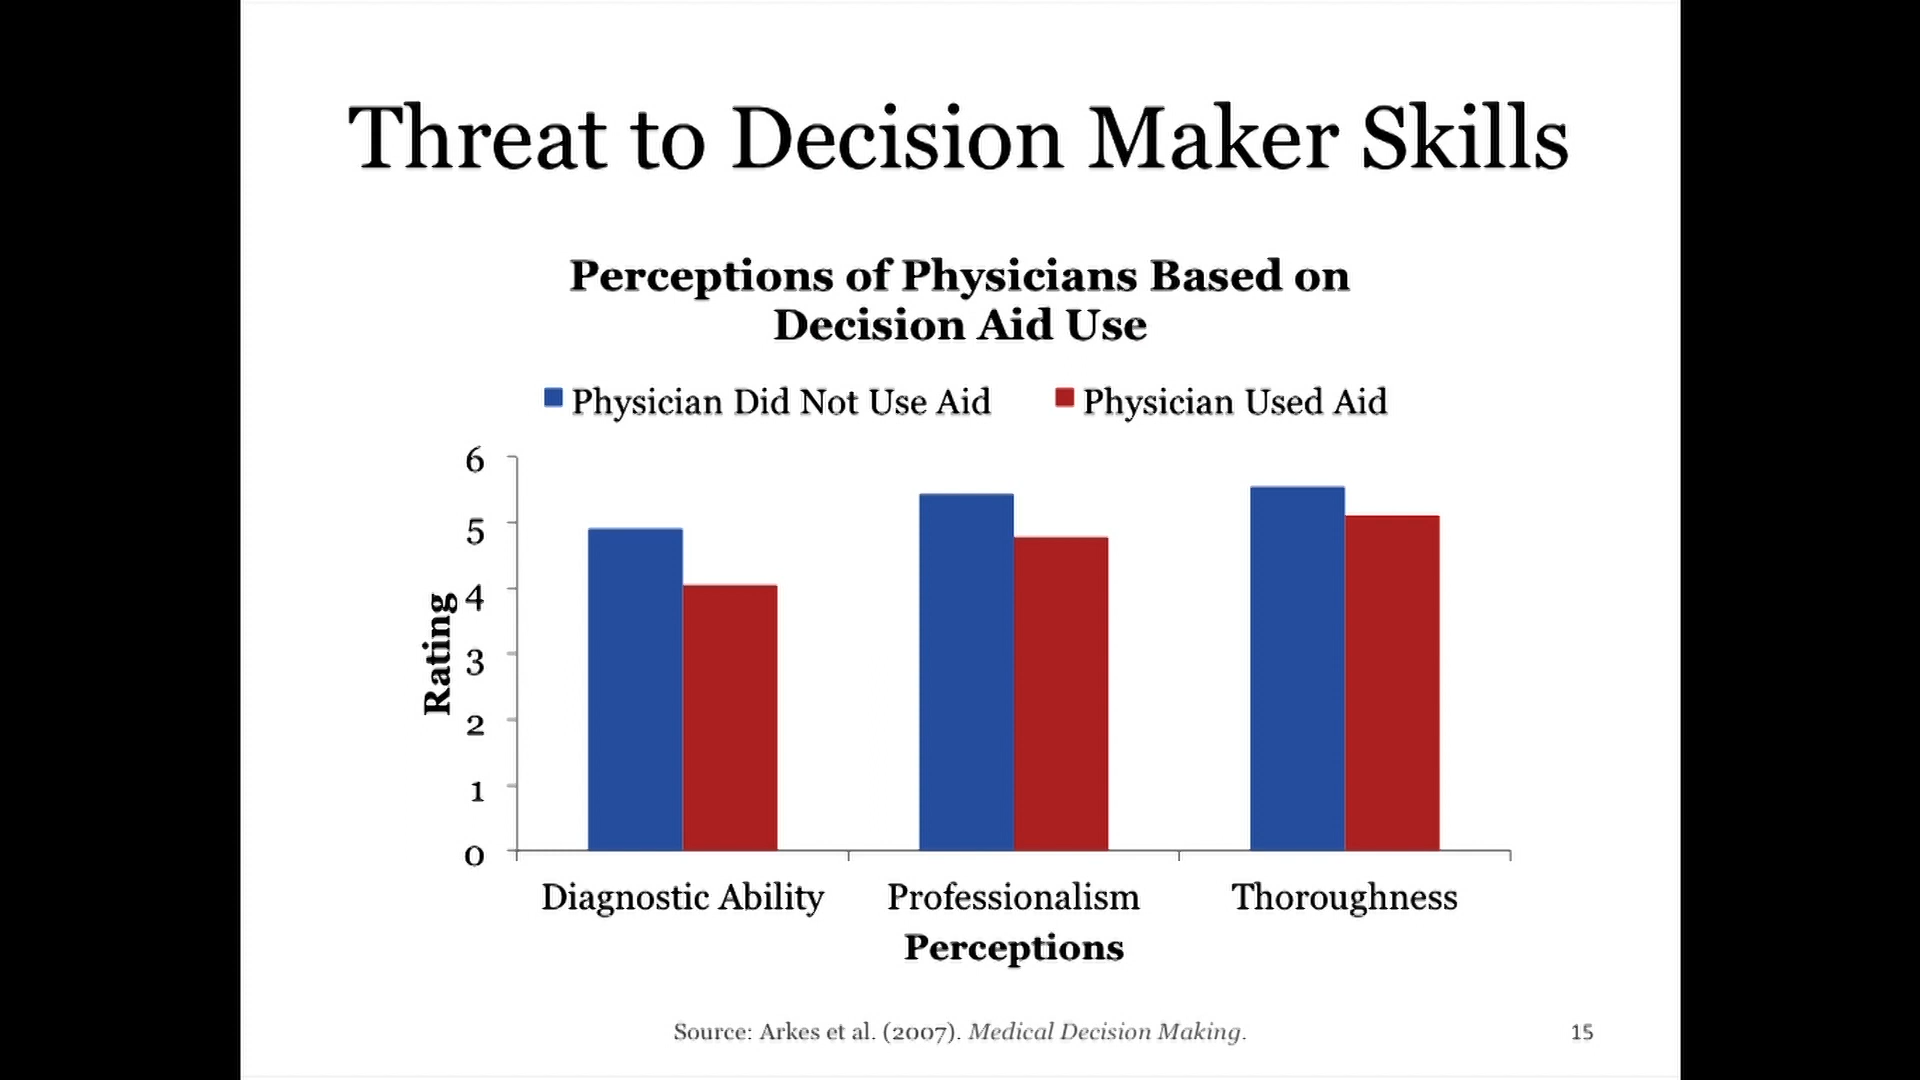 Threat to Decision Maker Skills
Perceptions of Physicians Based on
Decision Aid Use
Physician Did Not Use Aid Physician Used Aid
6
5
4
3
2
1
0
Rating
Diagnostic Ability Professionalism Thoroughness
Perceptions
Source: Arkes et al. (2007). Medical Decision Making.
15